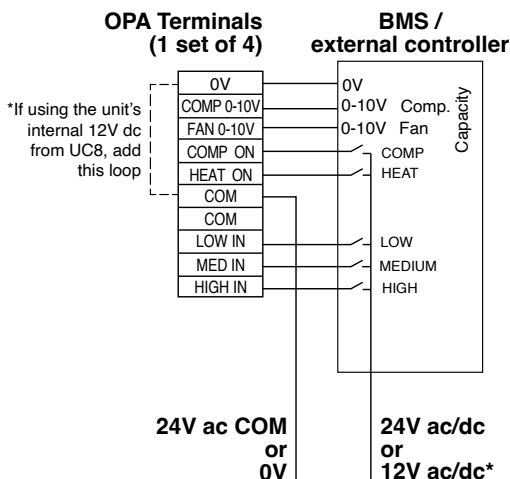 OPA Terminals
(1 set of 4)
BMS /
external controller
*If using the unit's
internal 12V dc
from UC8, add
this loop
0V
COMP 0-10V
FAN 0-10V
COMP ON
HEAT ON
COM
COM
LOW IN
MED IN
HIGH IN
0V
0-10V Comp.
0-10V Fan
Capacity
COMP
HEAT
LOW
MEDIUM
HIGH
24V ac COM
or
0V
24V ac/dc
or
12V ac/dc*